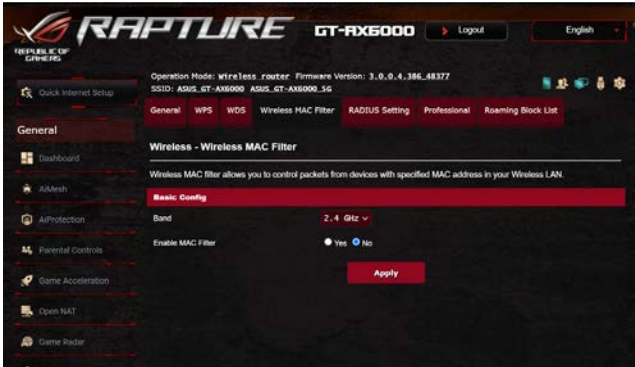 RAPTURE
GT-AX6000
Logout
English
REPUBLIC OF
GAMERS
Operation Mode: Wireless router Firmware Version: 3.0.0.4.386_48377
SSID: ASUS_GT-AX6000 ASUS_GT-AX6000_5G
Quick Internet Setup
General WPS WDS Wireless MAC Filter RADIUS Setting Professional Roaming Block List
General
Dashboard
AiMesh
AiProtection
Parental Controls
Game Acceleration
Open NAT
Game Radar
Wireless - Wireless MAC Filter
Wireless MAC filter allows you to control packets from devices with specified MAC address in your Wireless LAN.
Basic Config
Band 2.4 GHz
Enable MAC Filter Yes No
Apply